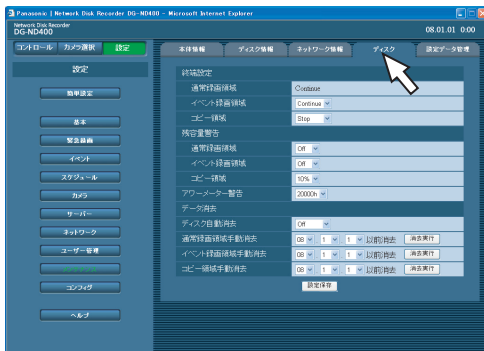 Panasonic | Network Disk Recorder DG-ND400 - Microsoft Internet Explorer
Network Disk Recorder
DG-ND400
08.01.01 0:00
コントロール カメラ選択 設定
本体情報 ディスク情報 ネットワーク情報 ディスク 設定データ管理
設定
簡単設定
基本
緊急録画
イベント
スケジュール
カメラ
サーバー
ネットワーク
ユーザー管理
メンテナンス
コンフィグ
ヘルプ
終端設定
通常録画領域 Continue
イベント録画領域 Continue
コピー領域 Stop
残容量警告
通常録画領域 Off
イベント録画領域 Off
コピー領域 10%
アワーメーター警告 20000h
データ消去
ディスク自動消去 Off
通常録画領域手動消去 08 1 1 以前消去 消去実行
イベント録画領域手動消去 08 1 1 以前消去 消去実行
コピー領域手動消去 08 1 1 以前消去 消去実行
設定保存